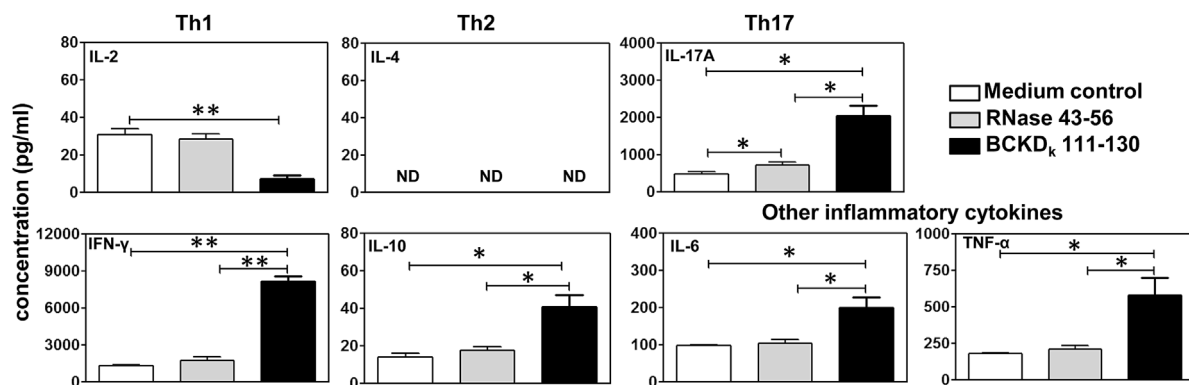 Th1 Th2 Th17
concentration (pg/ml)
80 IL-2
60
40 **
20
0
80 IL-4
60
40
20
0 ND ND ND
4000 IL-17A
3000 *
2000 *
1000 *
0
Medium control
RNase 43-56
BCKDk 111-130
Other inflammatory cytokines
12000 IFN-γ **
9000 **
6000
3000
0
80 IL-10
60 *
40 *
20
0
400 IL-6
300 *
200 *
100
0
1000 TNF-α *
750 *
500
250
0